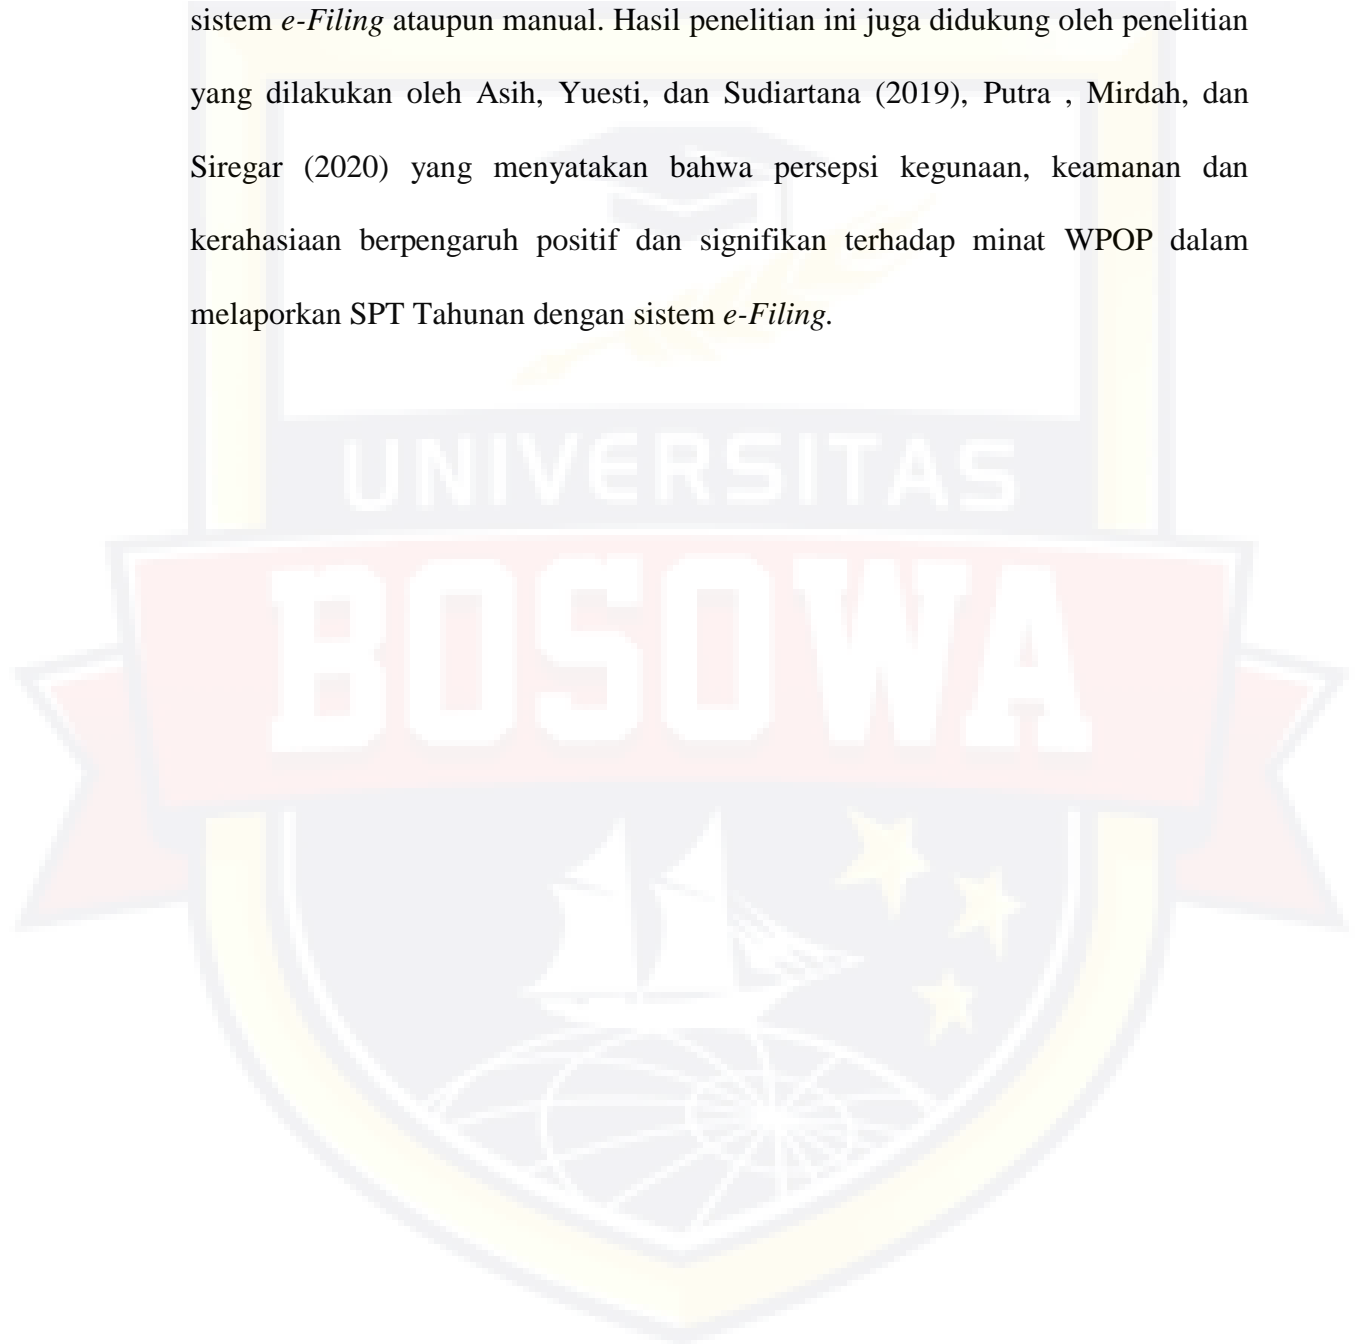 sistem e-Filing ataupun manual. Hasil penelitian ini juga didukung oleh penelitian
yang dilakukan oleh Asih, Yuesti, dan Sudiartana (2019), Putra , Mirdah, dan
Siregar (2020) yang menyatakan bahwa persepsi kegunaan, keamanan dan
kerahasiaan berpengaruh positif dan signifikan terhadap minat WPOP dalam
melaporkan SPT Tahunan dengan sistem e-Filing.
UNIVERSITAS
BOSOWA